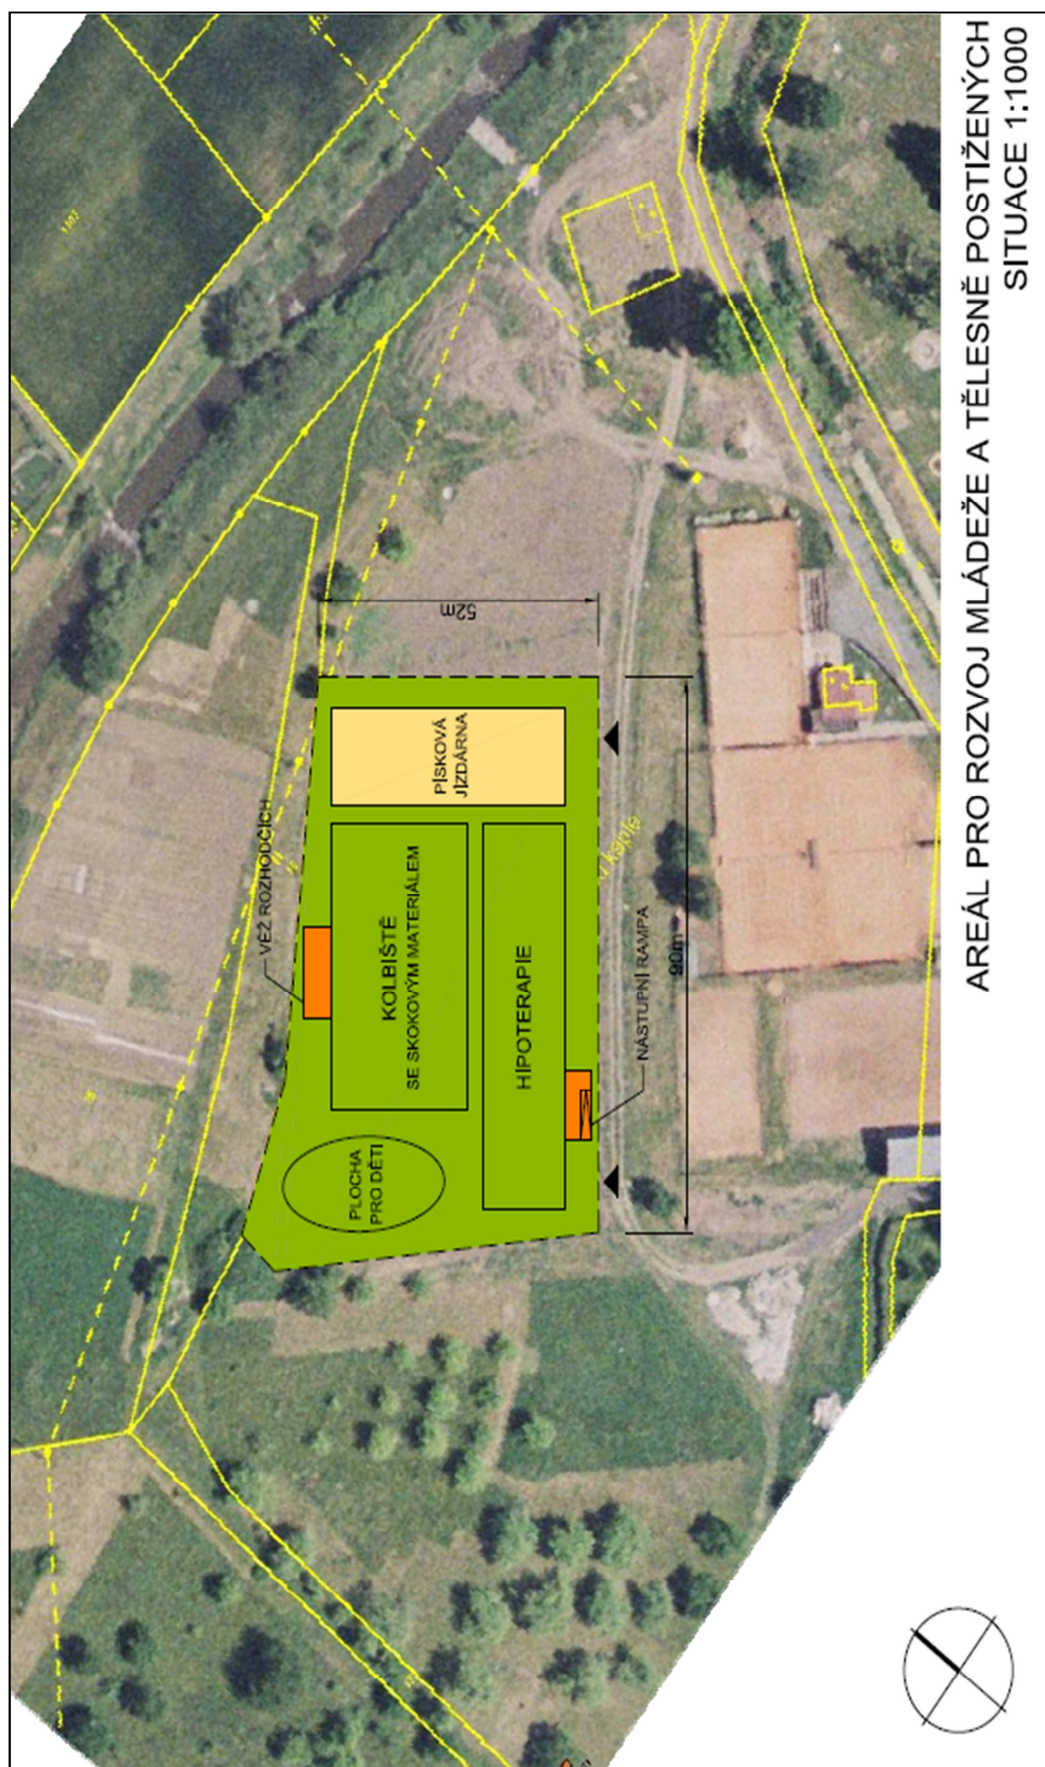 AREÁL PRO ROZVOJ MLÁDEŽE A TĚLESNĚ POSTIŽENÝCH
SITUACE 1:1000
VĚŽ ROZHODČÍCH
PLOCHA
PRO DĚTI
KOLBIŠTĚ
SE SKOKOVÝM MATERIÁLEM
PÍSKOVÁ
JÍZDÁRNA
HIPOTERAPIE
52m
NÁSTUPNÍ RAMPA
90m
kaple